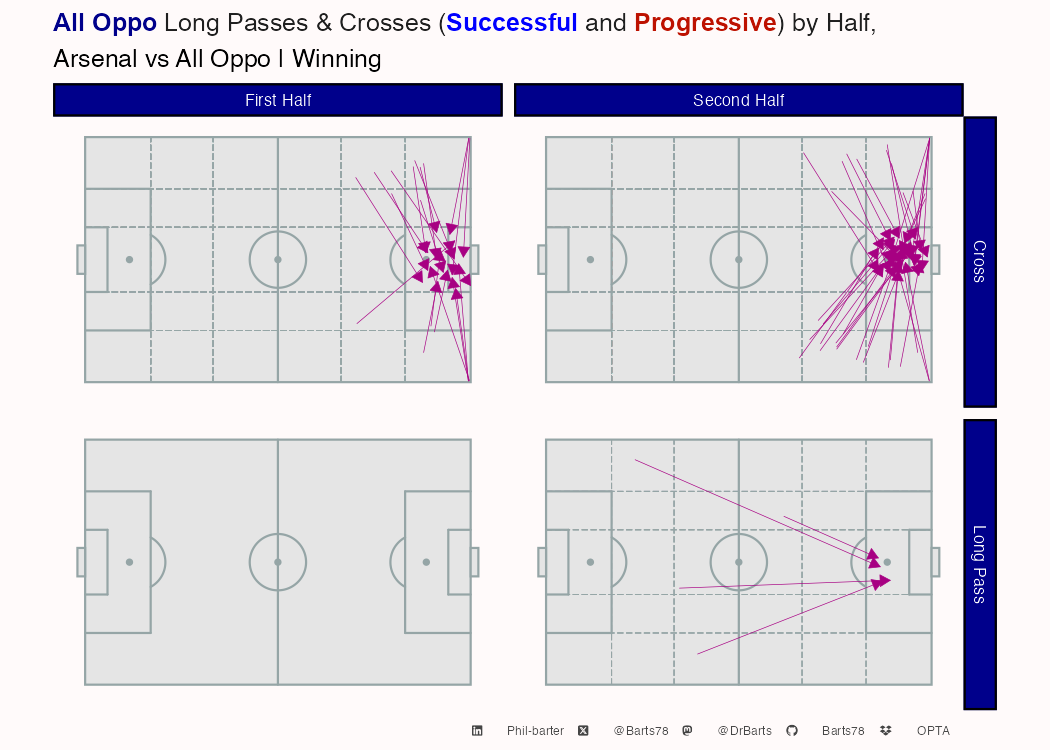 All Oppo Long Passes & Crosses (Successful and Progressive) by Half,
Arsenal vs All Oppo | Winning
First Half
Second Half
Cross
Long Pass
Phil-barter @Barts78 @DrBarts Barts78 OPTA